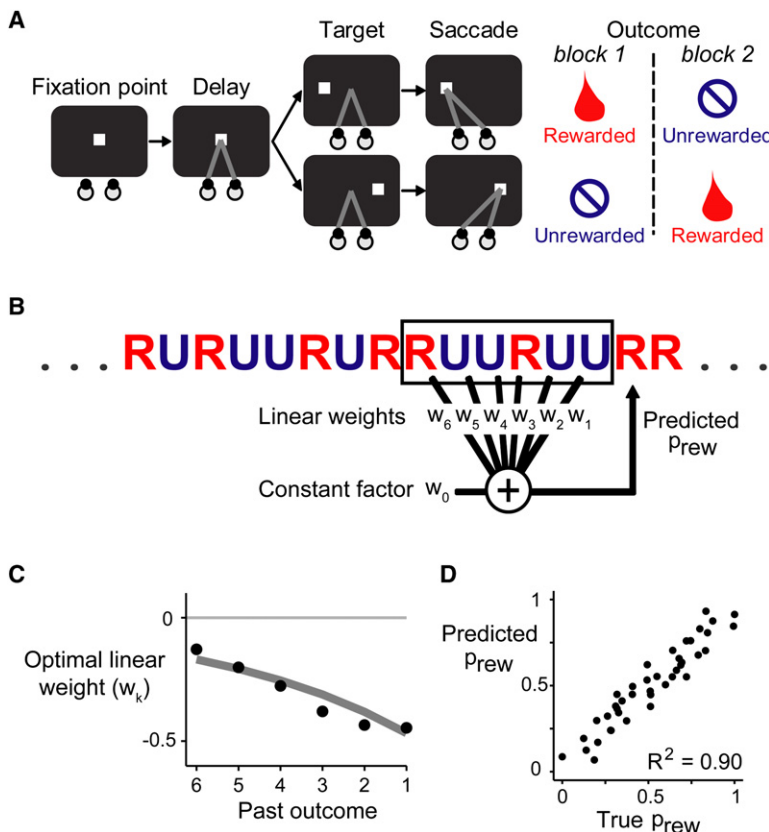 A
Target Saccade Outcome
block 1 block 2
Fixation point Delay
Rewarded Unrewarded
Unrewarded Rewarded
B
. . . RURUURURRUURUURR . . .
Linear weights w6 w5 w4 w3 w2 w1 Predicted
prew
Constant factor w0 +
C D
0
Optimal linear
weight (wk)
-0.5
6 5 4 3 2 1
Past outcome
1
Predicted
prew
0.5
R2 = 0.90
0
0 0.5 1
True prew